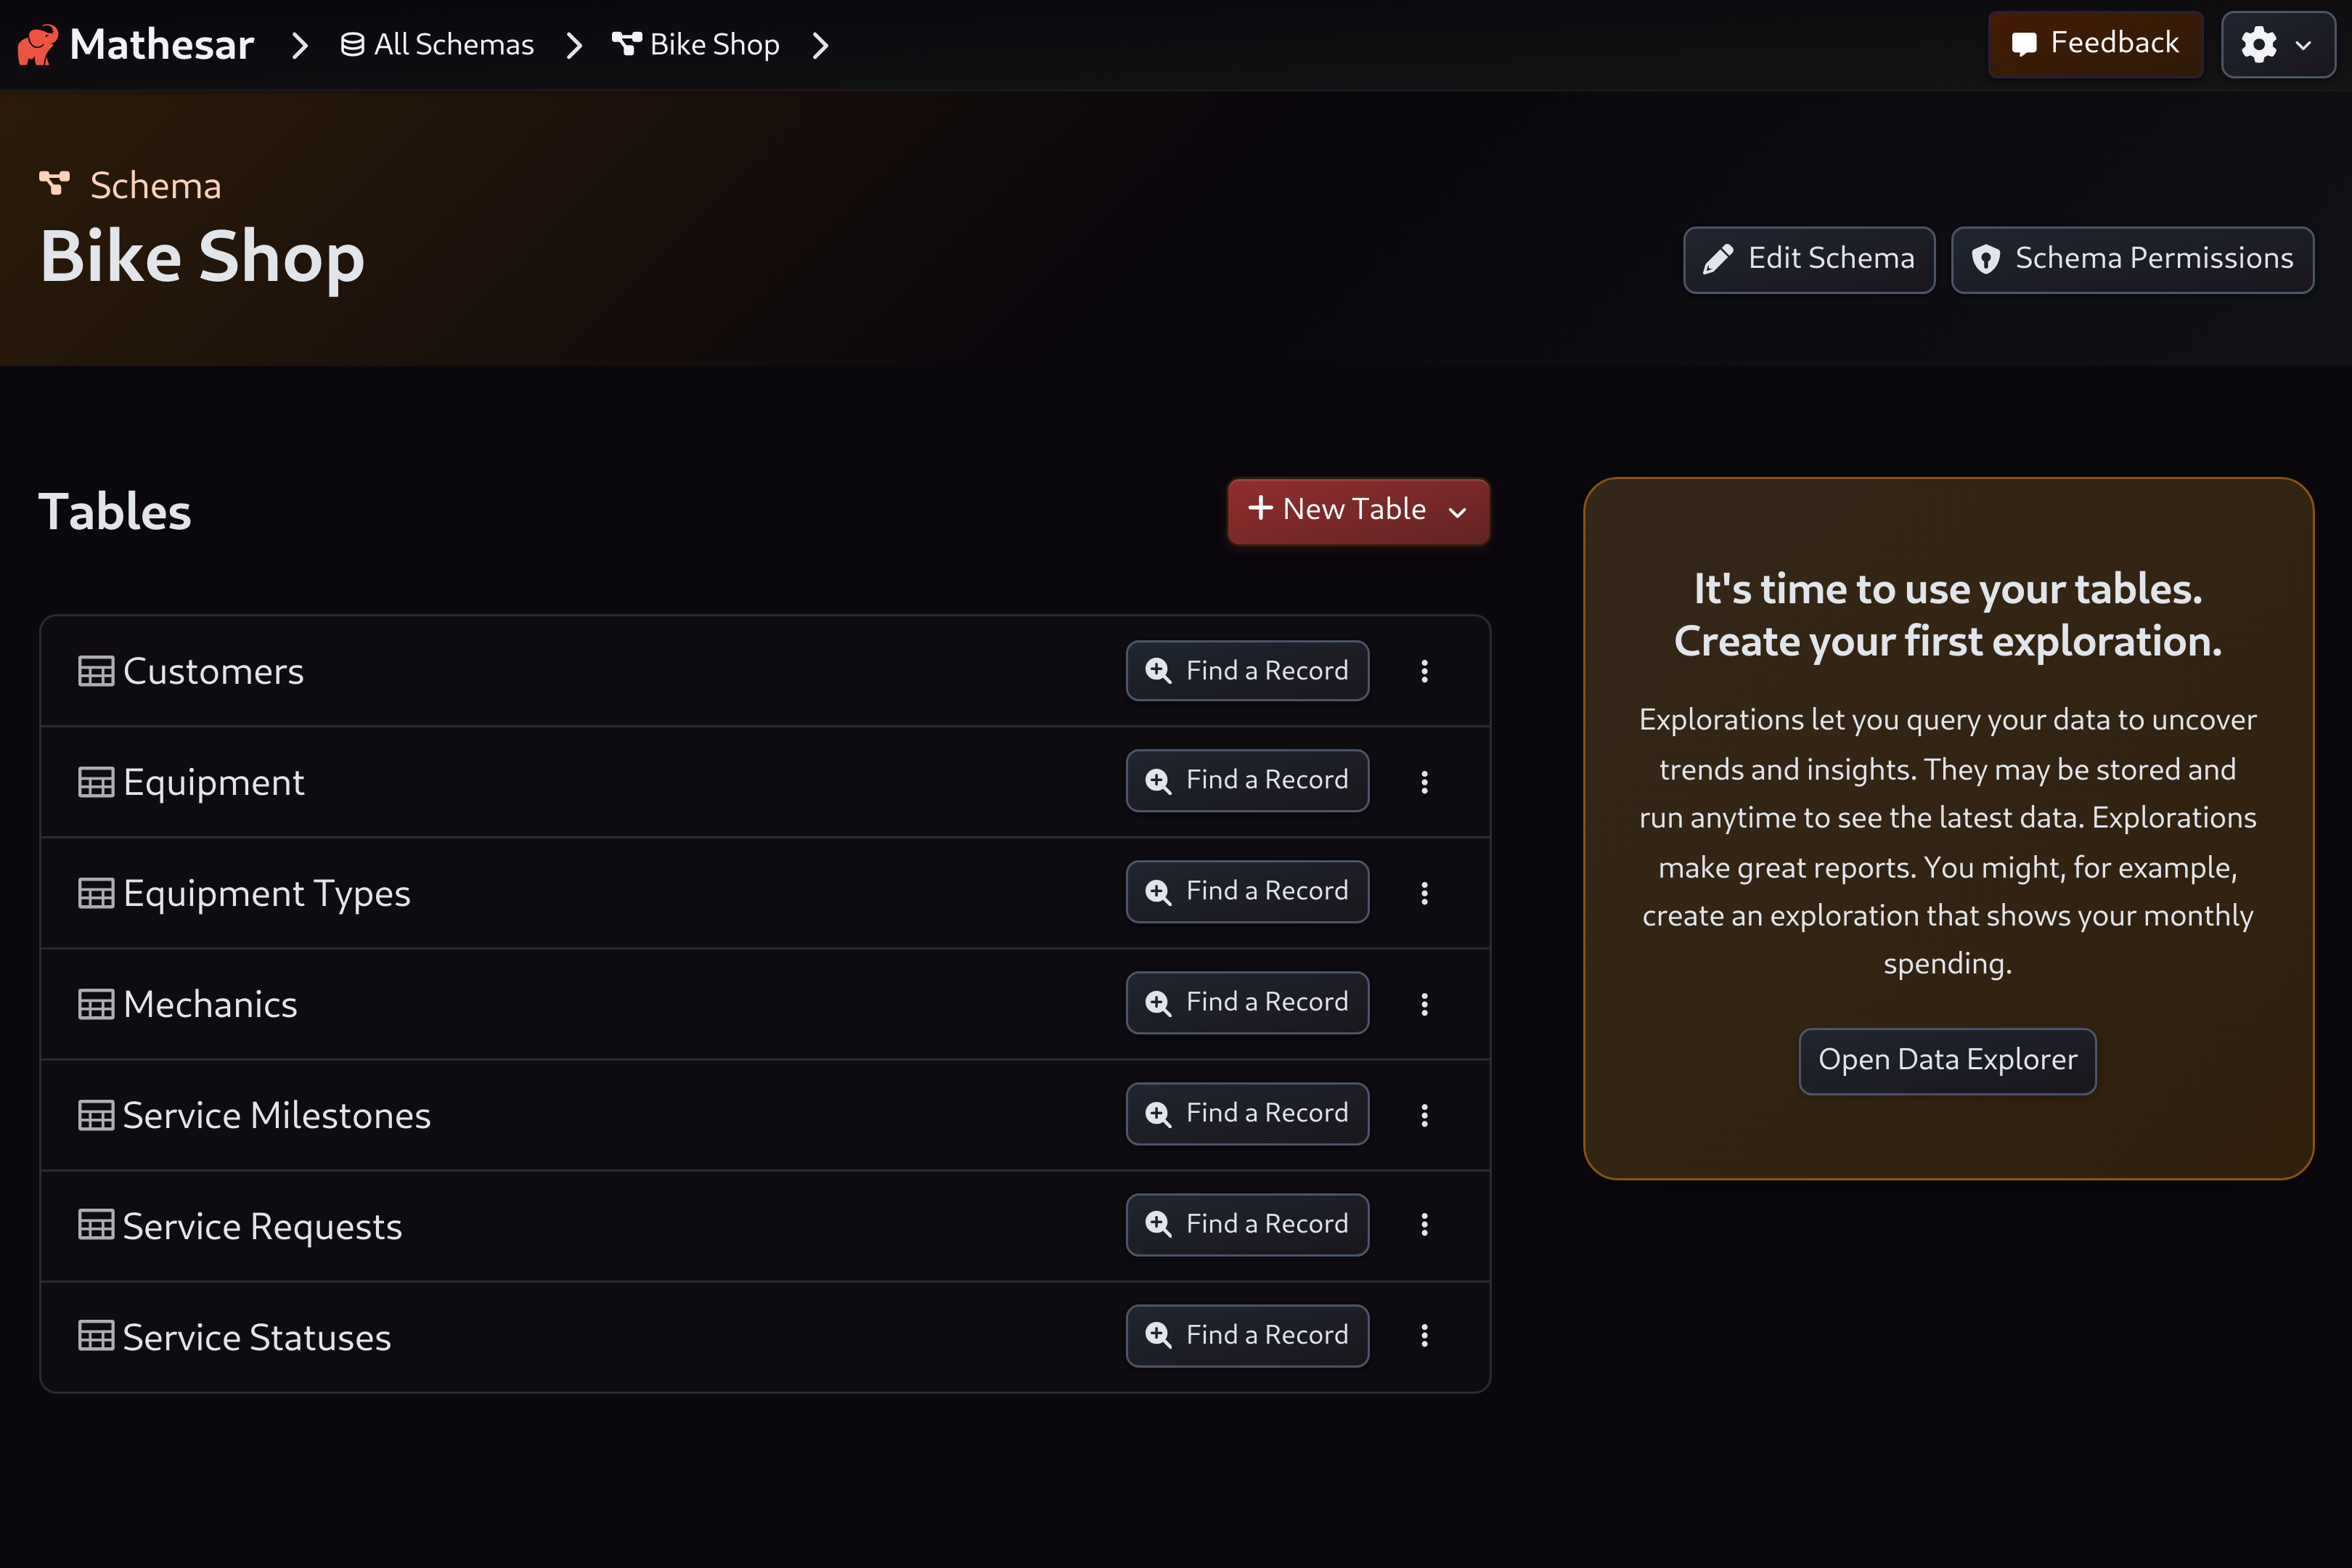 Mathesar All Schemas Bike Shop Feedback
Schema
Bike Shop
Edit Schema Schema Permissions
Tables
New Table
Customers Find a Record
Equipment Find a Record
Equipment Types Find a Record
Mechanics Find a Record
Service Milestones Find a Record
Service Requests Find a Record
Service Statuses Find a Record
It's time to use your tables.
Create your first exploration.
Explorations let you query your data to uncover
trends and insights. They may be stored and
run anytime to see the latest data. Explorations
make great reports. You might, for example,
create an exploration that shows your monthly
spending.
Open Data Explorer